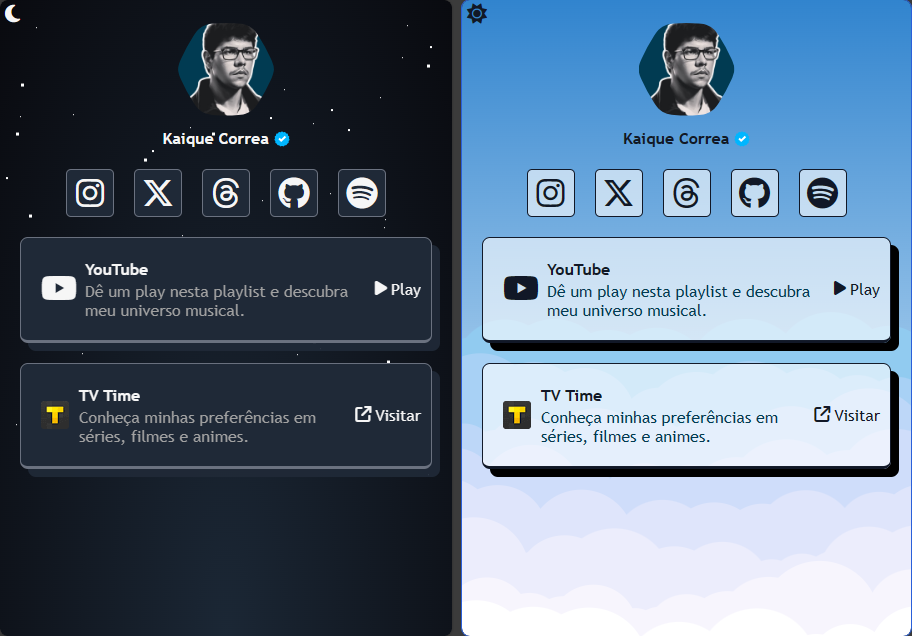 Kaique Correa
YouTube
Dê um play nesta playlist e descubra
meu universo musical.
Play
TV Time
Conheça minhas preferências em
séries, filmes e animes.
Visitar
Kaique Correa
YouTube
Dê um play nesta playlist e descubra
meu universo musical.
Play
TV Time
Conheça minhas preferências em
séries, filmes e animes.
Visitar